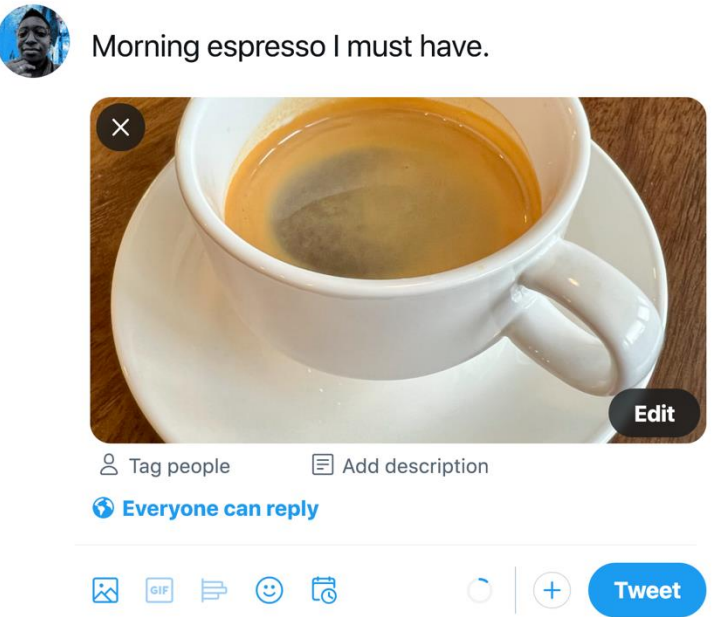 Morning espresso I must have.
Edit
Tag people
Add description
Everyone can reply
GIF
Tweet